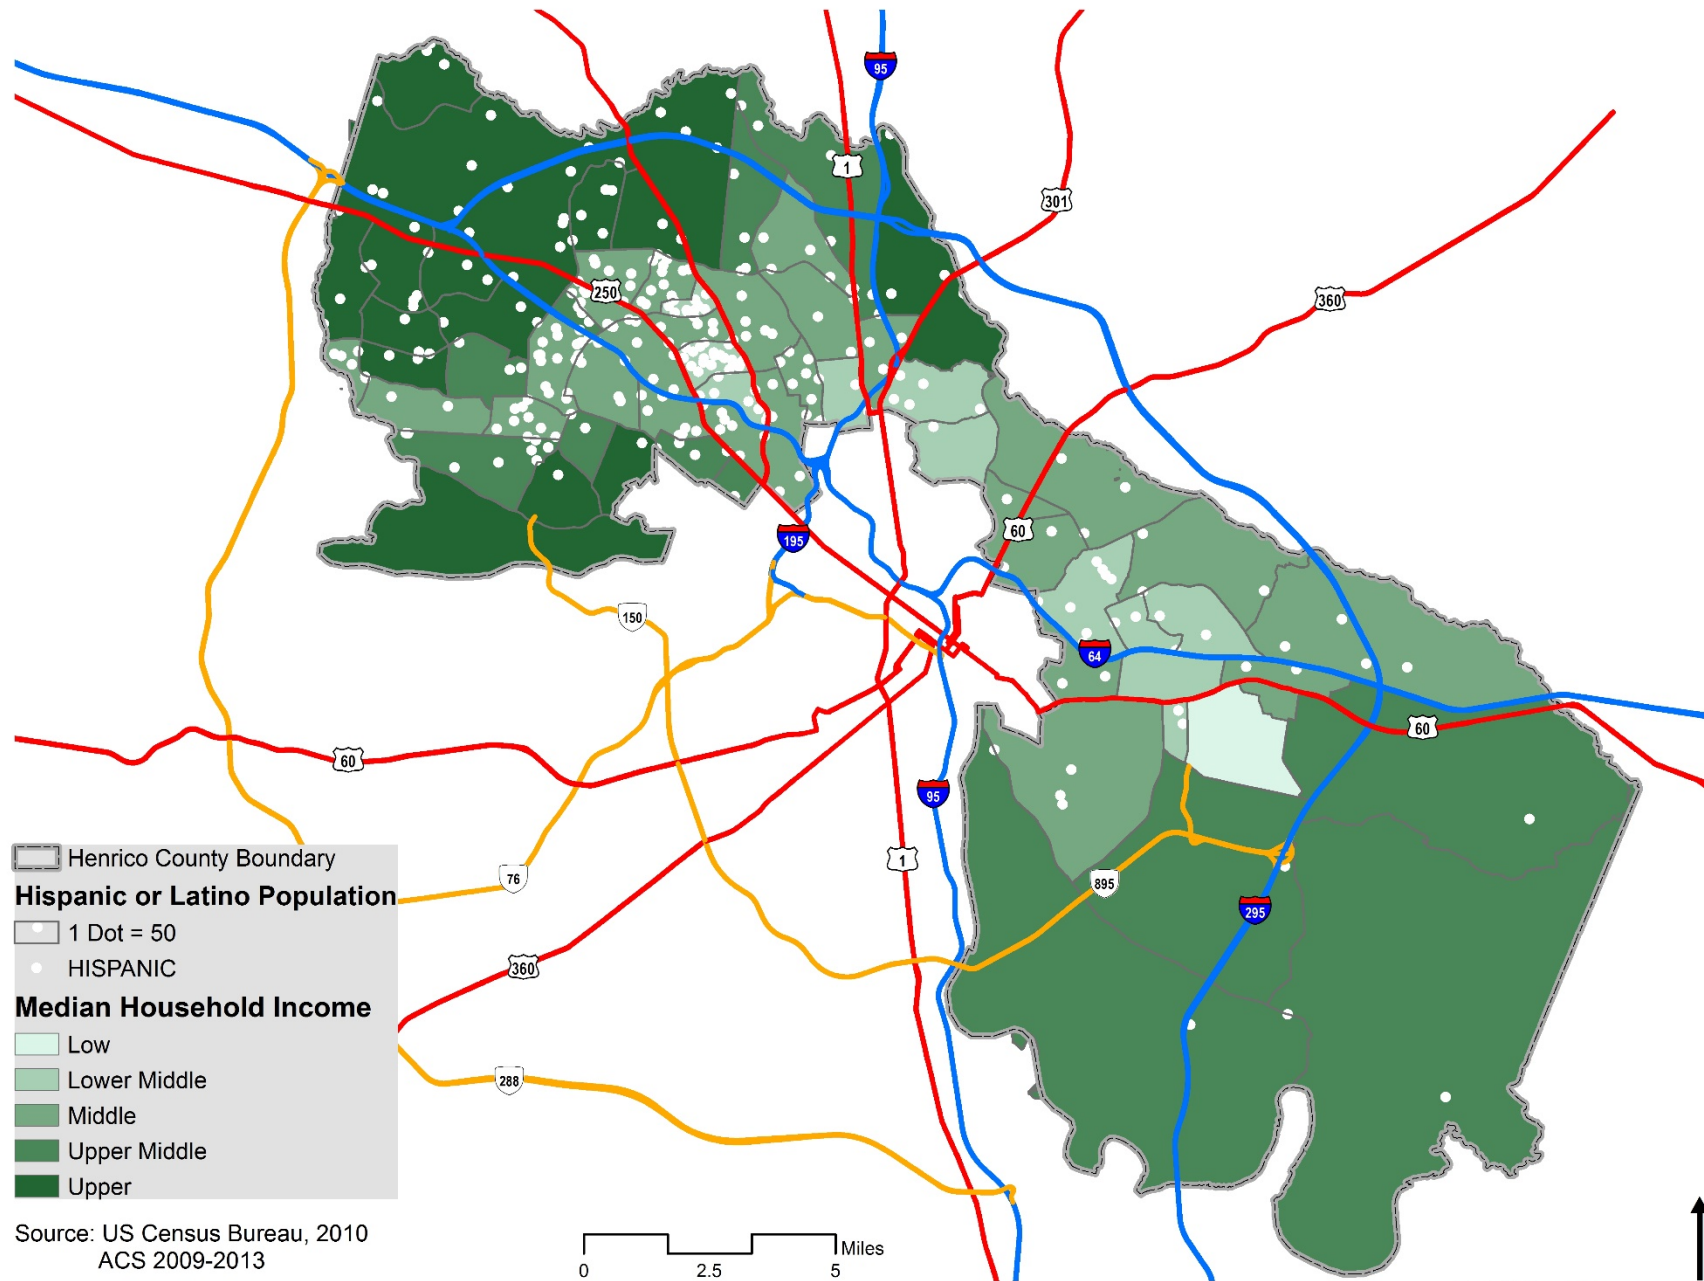 95
1
301
360
250
60
195
150
64
60
60
95
1
895
76
295
360
288
Henrico County Boundary
Hispanic or Latino Population
1 Dot = 50
HISPANIC
Median Household Income
Low
Lower Middle
Middle
Upper Middle
Upper
Source: US Census Bureau, 2010
ACS 2009-2013
Miles
0 2.5 5